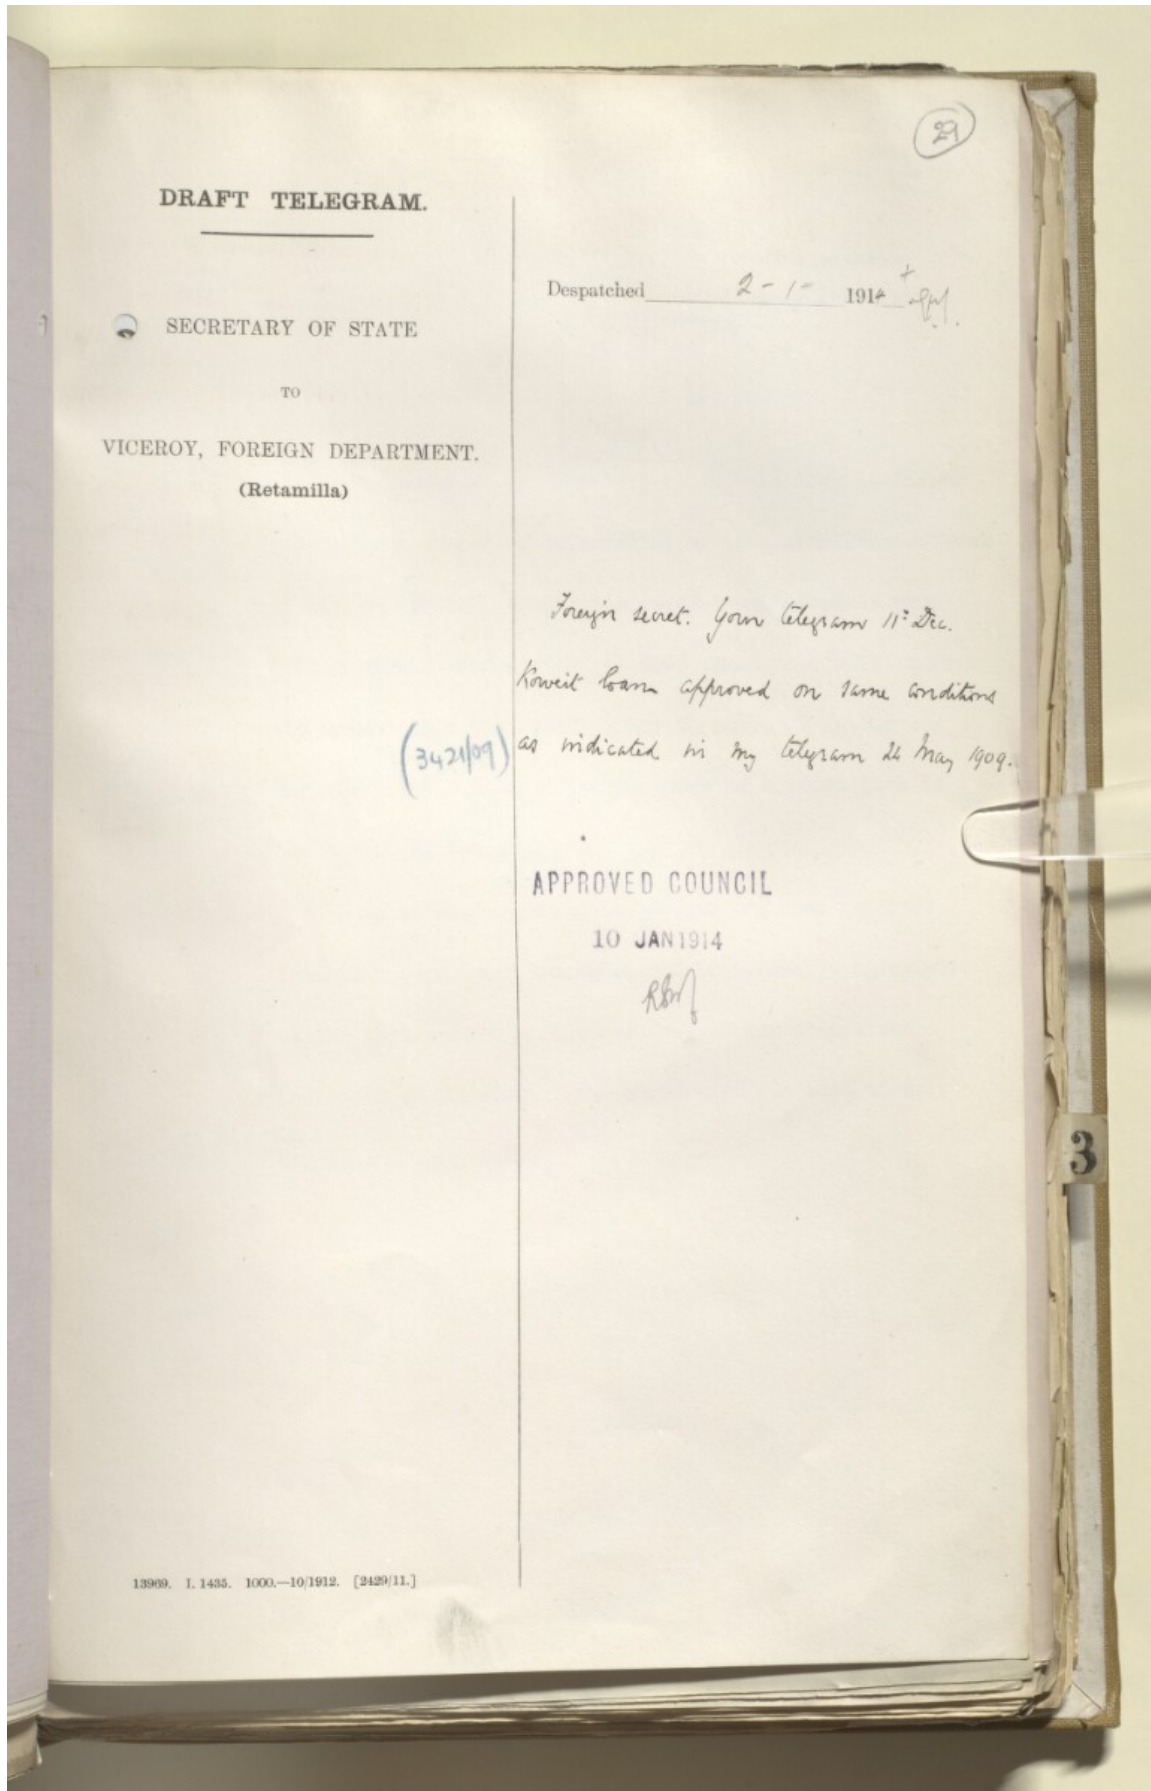 29
DRAFT TELEGRAM.
Despatched 2-1- 1914
SECRETARY OF STATE
TO
VICEROY, FOREIGN DEPARTMENT.
(Retamilla)
Foreign secret. Your telegram 11th Dec.
Koweit loan approved on same conditions
(3421/09) as indicated in my telegram 24 May 1909.
APPROVED COUNCIL
10 JAN 1914
3
13969. I. 1435. 1000.—10/1912. [2429/11.]